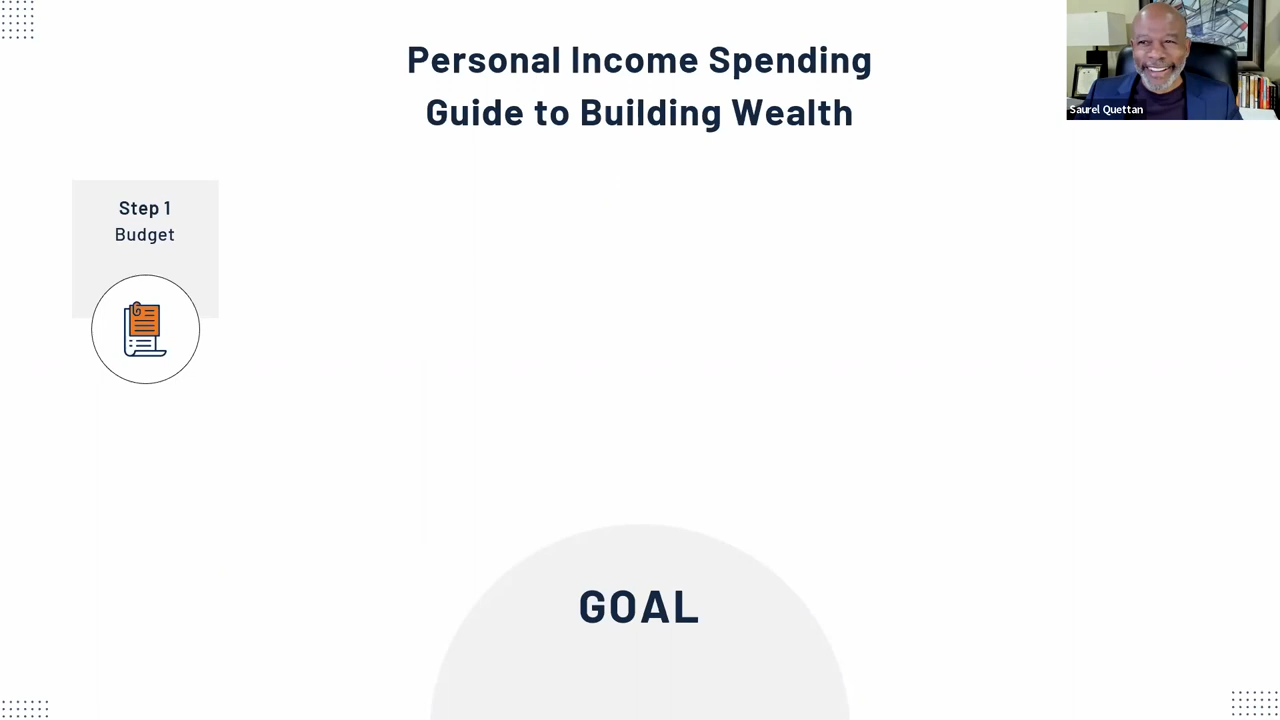 Personal Income Spending
Guide to Building Wealth
Saurel Quettan
Step 1
Budget
GOAL